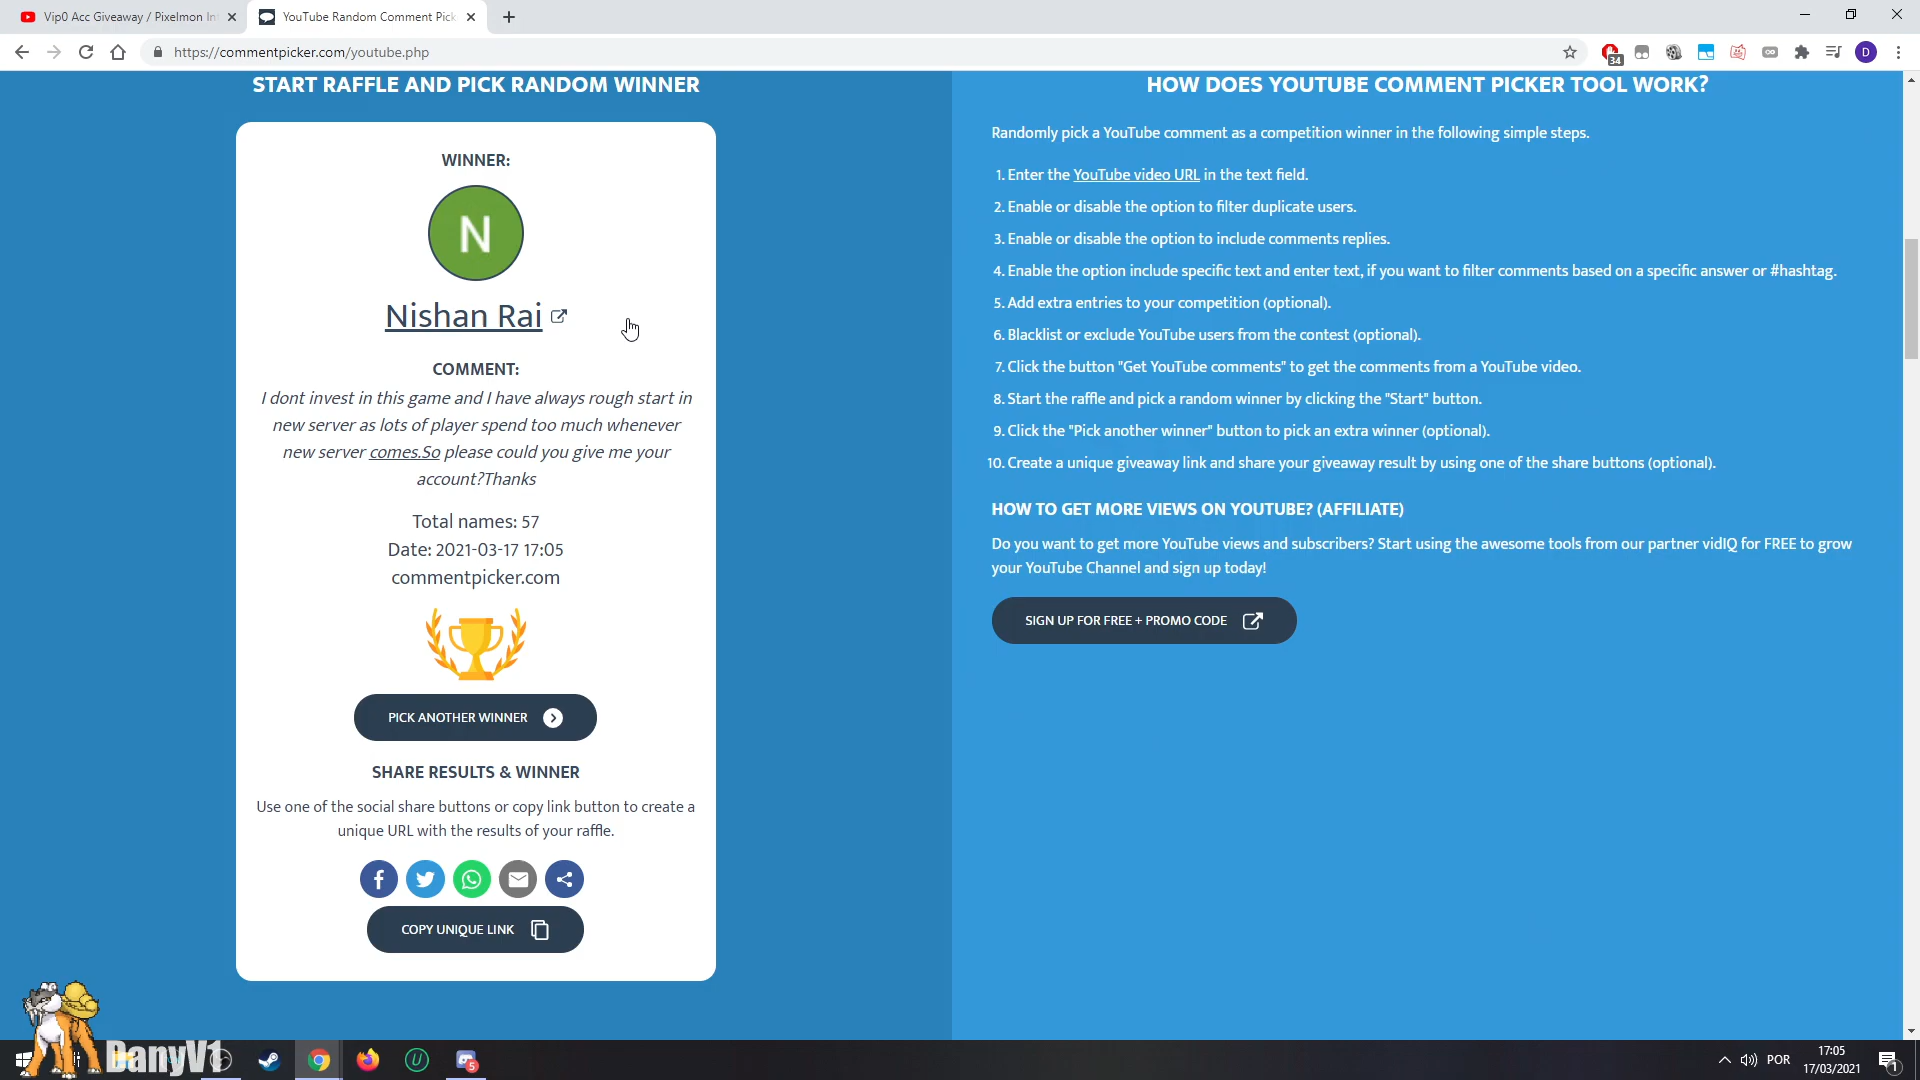 Vip0 Acc Giveaway / Pixelmon In
YouTube Random Comment Pick
https://commentpicker.com/youtube.php
34
D
START RAFFLE AND PICK RANDOM WINNER
WINNER:
N
Nishan Rai
COMMENT:
I dont invest in this game and I have always rough start in
new server as lots of player spend too much whenever
new server comes.So please could you give me your
account?Thanks
Total names: 57
Date: 2021-03-17 17:05
commentpicker.com
PICK ANOTHER WINNER
SHARE RESULTS & WINNER
Use one of the social share buttons or copy link button to create a
unique URL with the results of your raffle.
COPY UNIQUE LINK
HOW DOES YOUTUBE COMMENT PICKER TOOL WORK?
Randomly pick a YouTube comment as a competition winner in the following simple steps.
1. Enter the YouTube video URL in the text field.
2. Enable or disable the option to filter duplicate users.
3. Enable or disable the option to include comments replies.
4. Enable the option include specific text and enter text, if you want to filter comments based on a specific answer or #hashtag.
5. Add extra entries to your competition (optional).
6. Blacklist or exclude YouTube users from the contest (optional).
7. Click the button "Get YouTube comments" to get the comments from a YouTube video.
8. Start the raffle and pick a random winner by clicking the "Start" button.
9. Click the "Pick another winner" button to pick an extra winner (optional).
10. Create a unique giveaway link and share your giveaway result by using one of the share buttons (optional).
HOW TO GET MORE VIEWS ON YOUTUBE? (AFFILIATE)
Do you want to get more YouTube views and subscribers? Start using the awesome tools from our partner vidIQ for FREE to grow
your YouTube Channel and sign up today!
SIGN UP FOR FREE + PROMO CODE
DanyV1
U
5
POR
17:05
17/03/2021
1